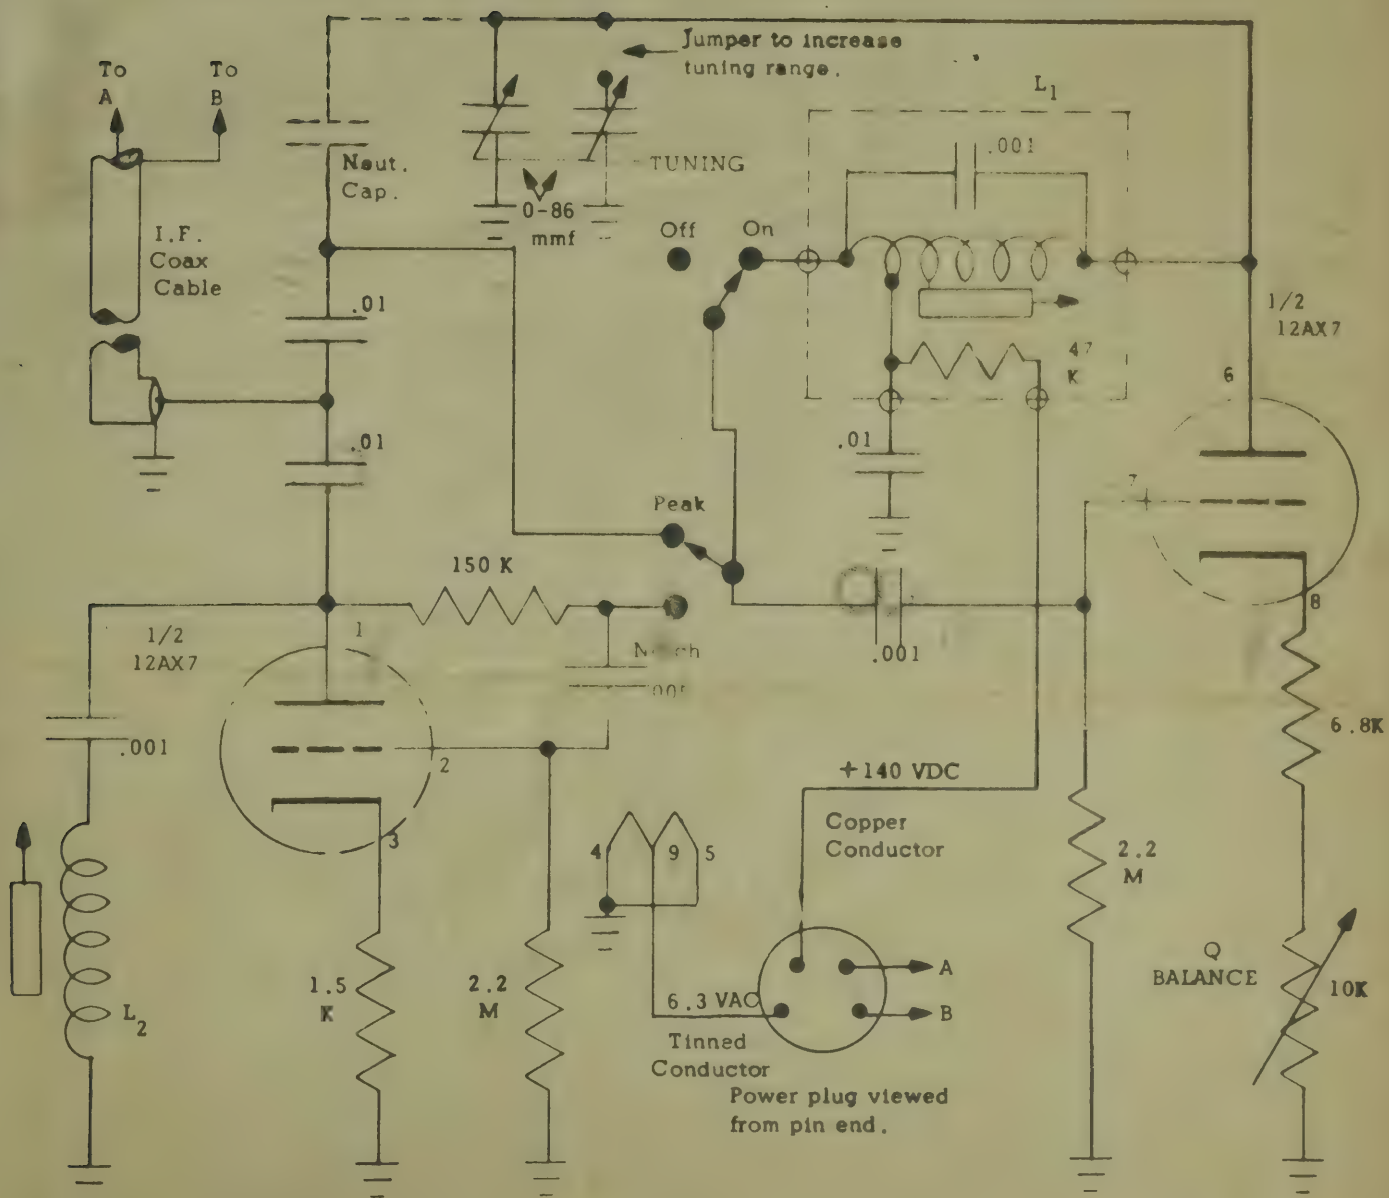 To
A
To
B
Jumper to increase
tuning range.
L1
.001
Neut.
Cap.
TUNING
0-86
mmf
Off
On
I.F.
Coax
Cable
.01
1/2
12AX7
47
K
6
.01
.01
7
Peak
150 K
8
1/2
12AX7
1
.001
.001
2
6.8K
+140 VDC
Copper
Conductor
3
4
9
5
2.2
M
Q
BALANCE
10K
A
1.5
K
2.2
M
6.3 VAC
B
L2
Tinned
Conductor
Power plug viewed
from pin end.